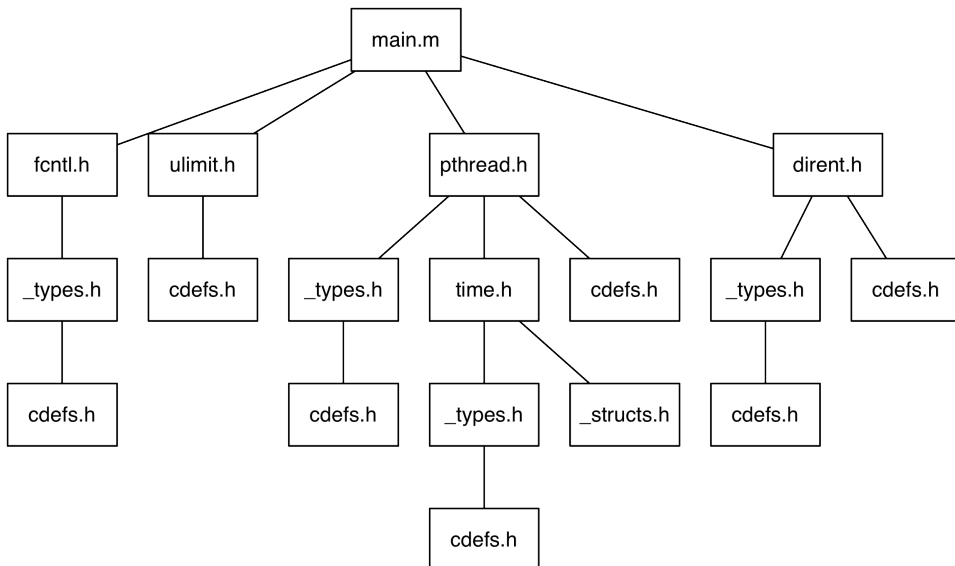 main.m
fcntl.h
ulimit.h
pthread.h
dirent.h
_types.h
cdefs.h
_types.h
time.h
cdefs.h
_types.h
cdefs.h
cdefs.h
cdefs.h
_types.h
_structs.h
cdefs.h
cdefs.h